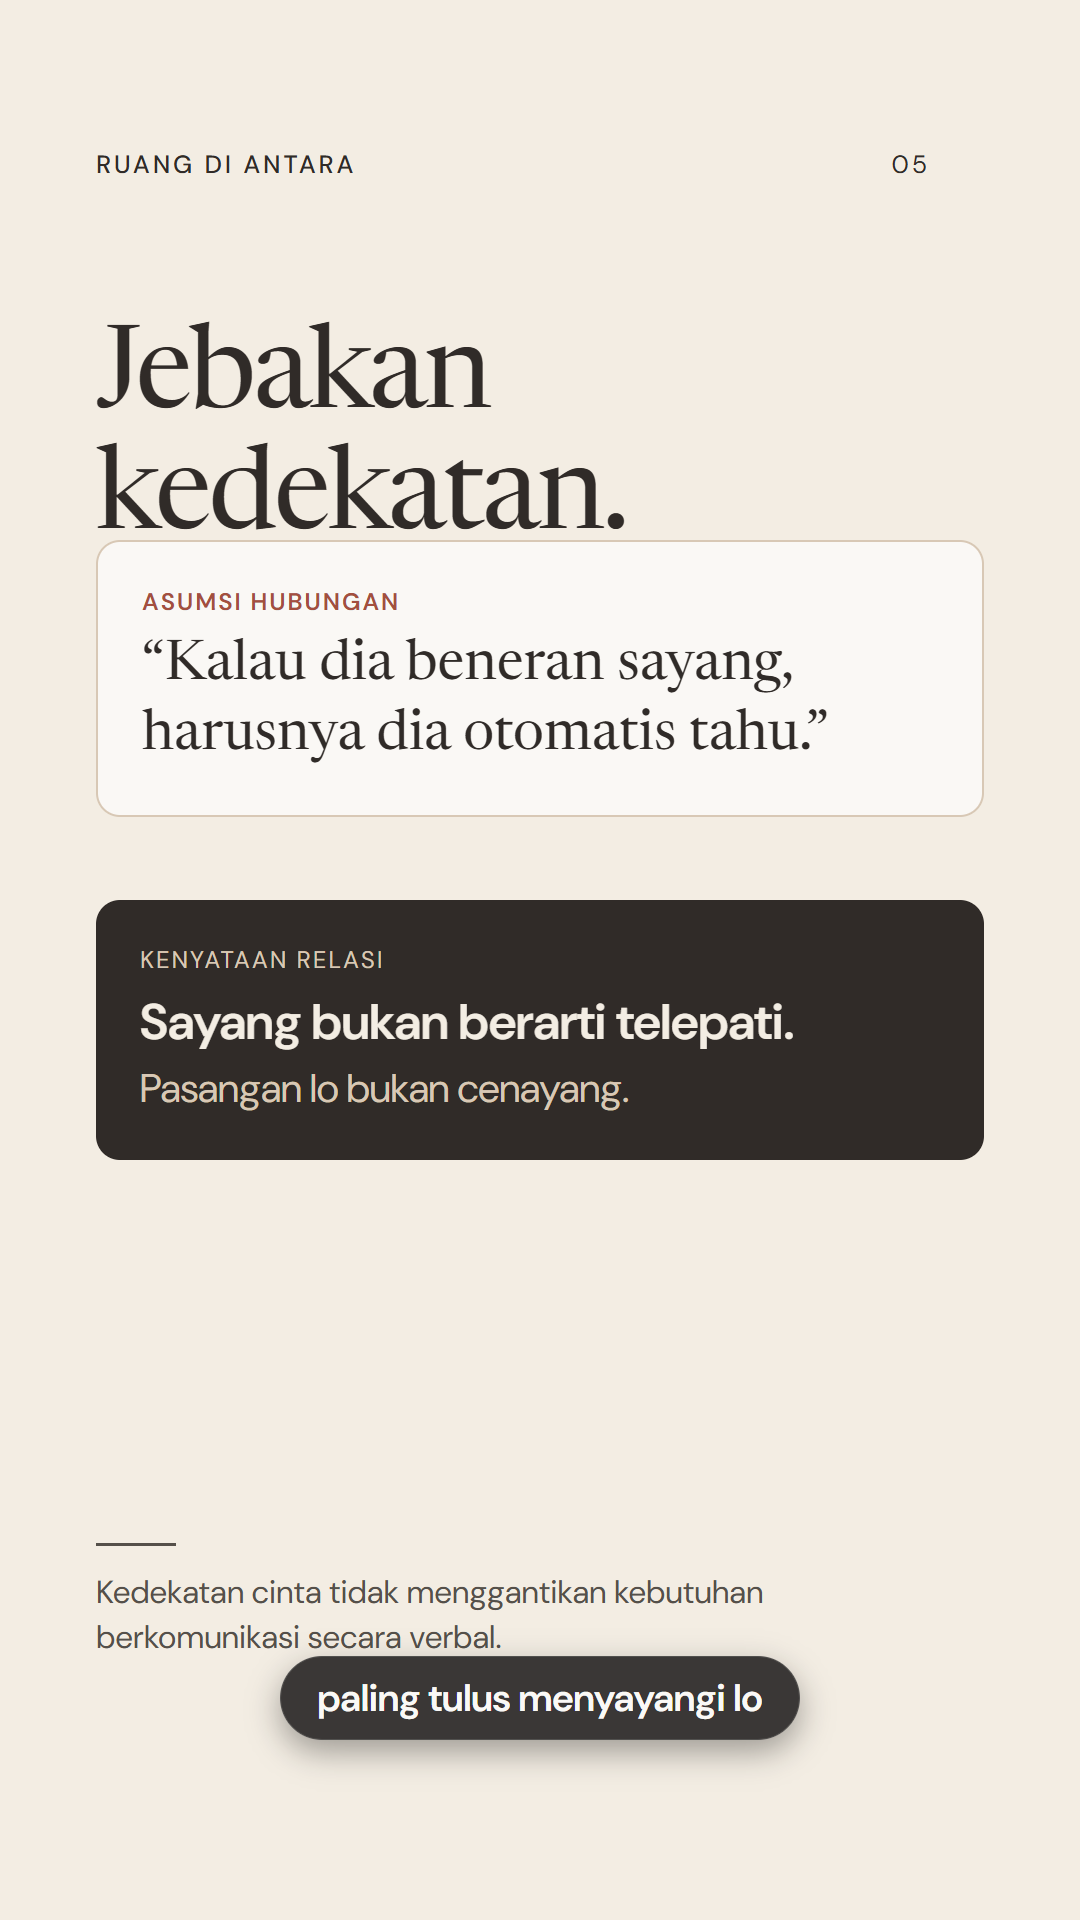 RUANG DI ANTARA
05
Jebakan
kedekatan.
ASUMSI HUBUNGAN
“Kalau dia beneran sayang,
harusnya dia otomatis tahu.”
KENYATAAN RELASI
Sayang bukan berarti telepati.
Pasangan lo bukan cenayang.
Kedekatan cinta tidak menggantikan kebutuhan
berkomunikasi secara verbal.
paling tulus menyayangi lo